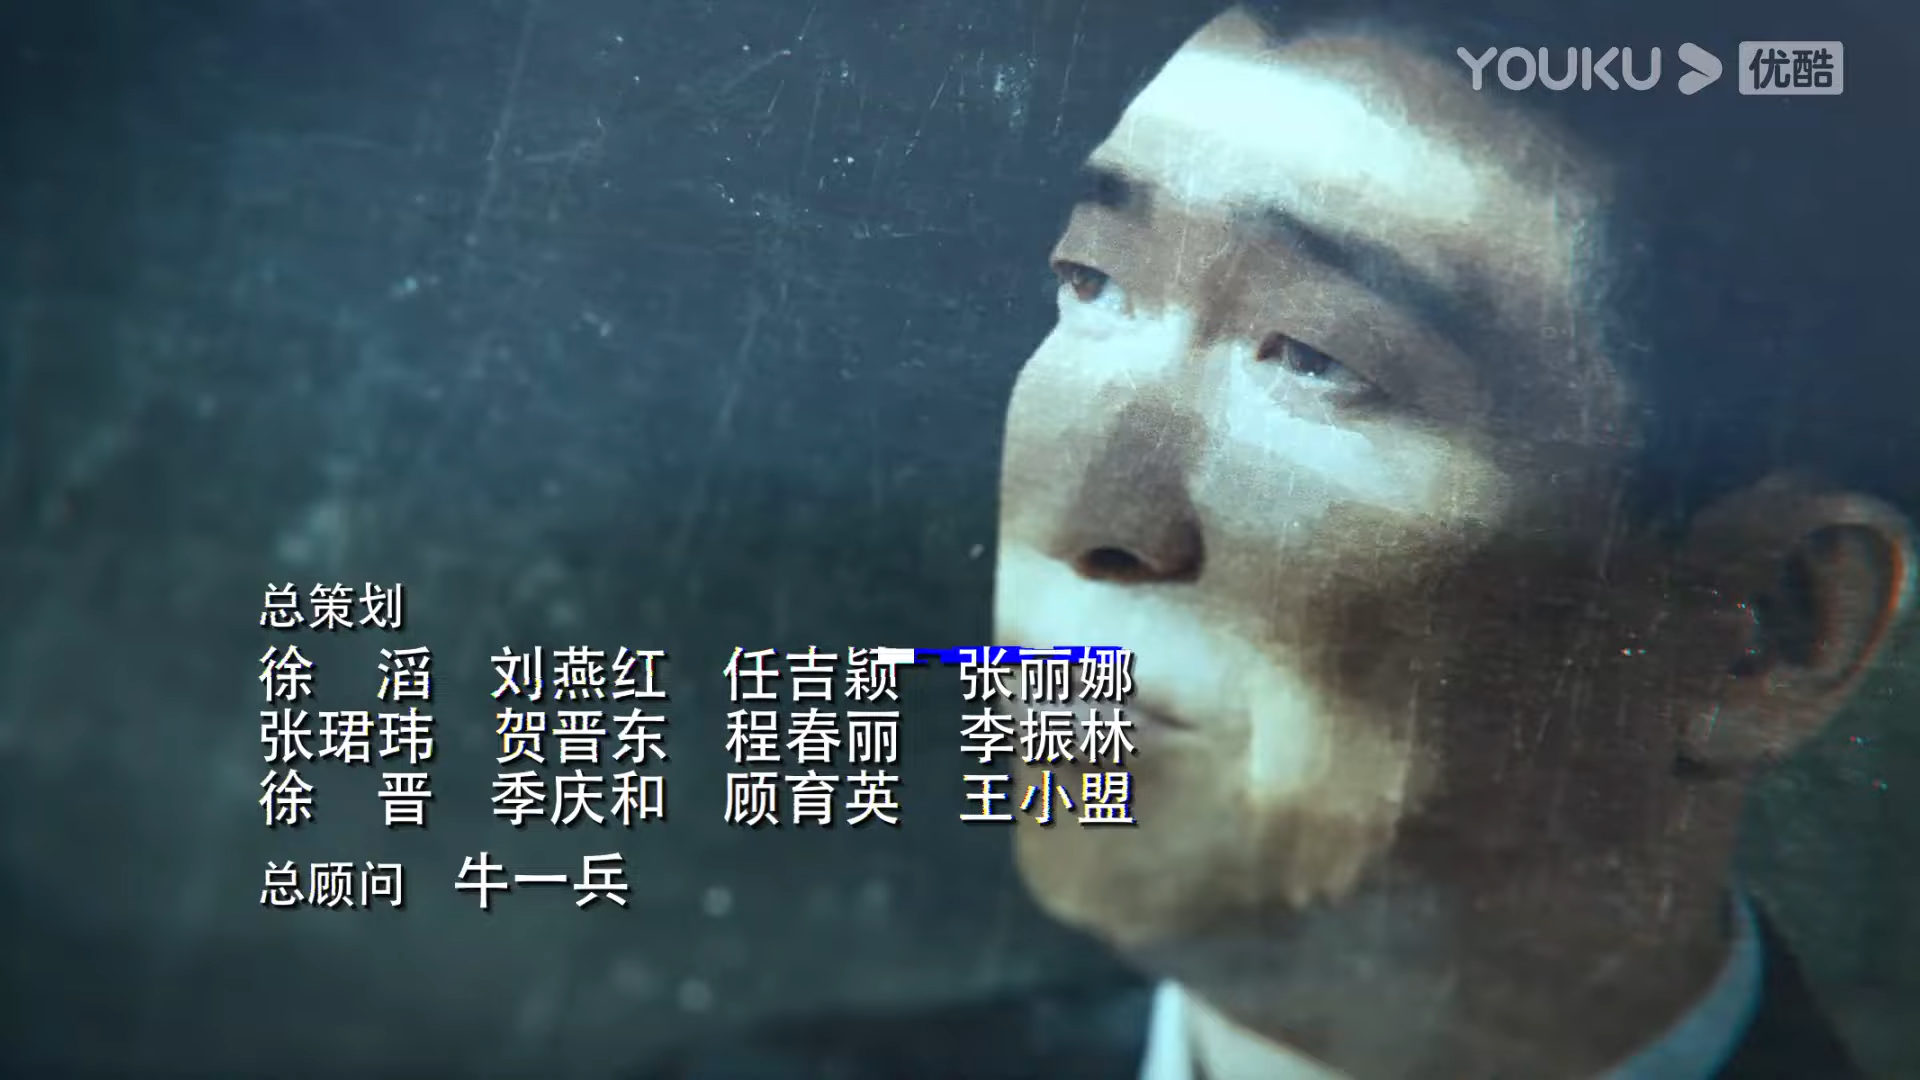 YOUKU 优酷
总策划
徐 滔 刘燕红 任吉颖 张丽娜
张珺玮 贺晋东 程春丽 李振林
徐 晋 季庆和 顾育英 王小盟
总顾问 牛一兵